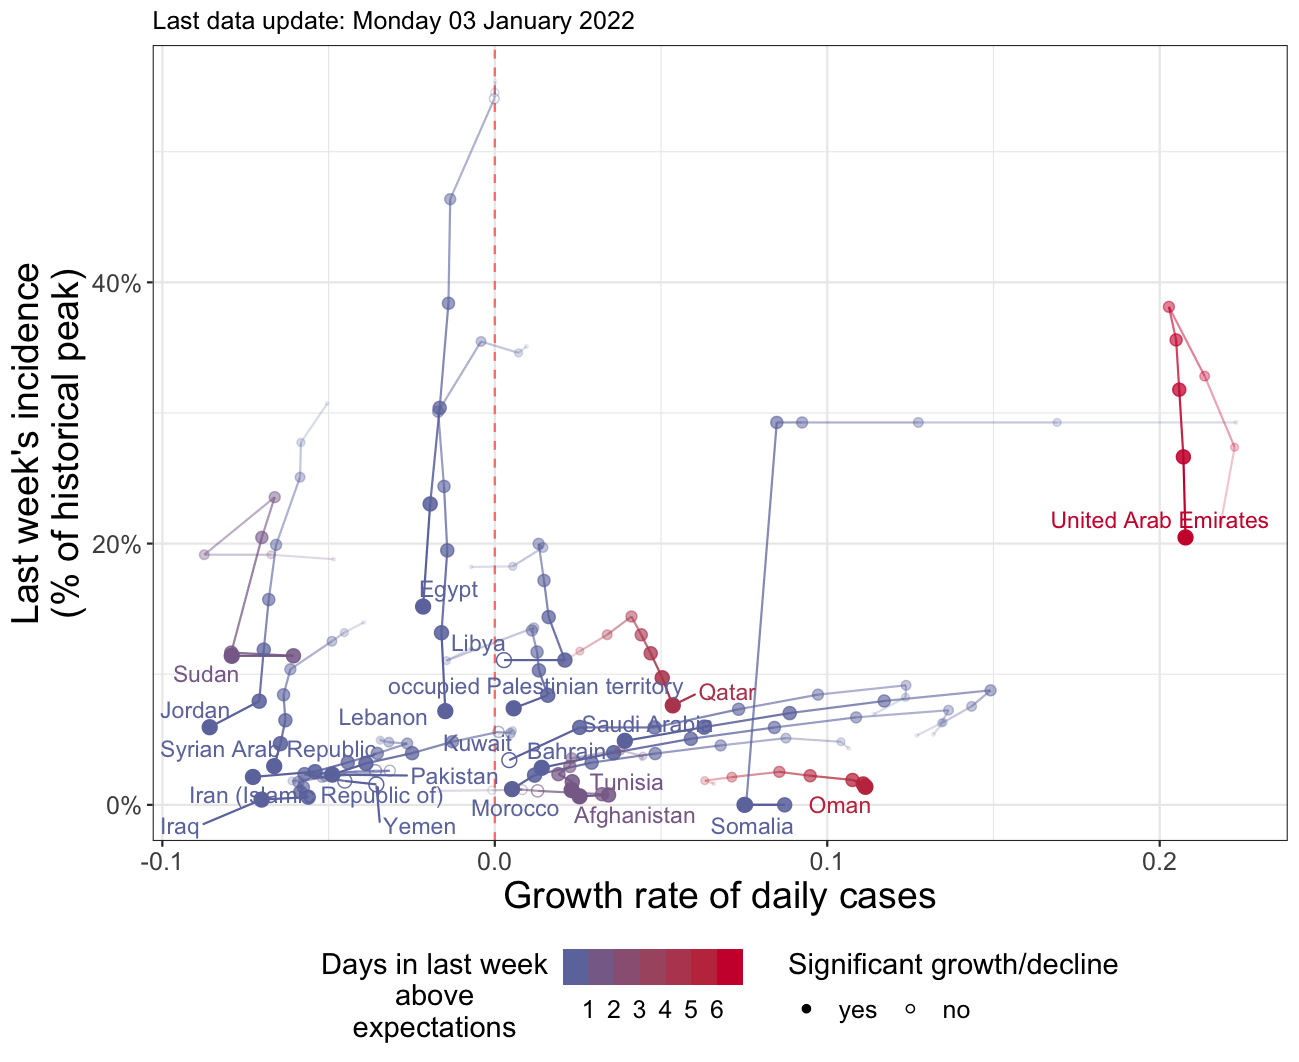 Last data update: Monday 03 January 2022
Last week's incidence
(% of historical peak)
40%
20%
0%
United Arab Emirates
Egypt
Libya
Sudan
occupied Palestinian territory
Qatar
Jordan
Lebanon
Saudi Arabia
Syrian Arab Republic
Kuwait
Bahrain
Pakistan
Tunisia
Iran (Islamic Republic of)
Morocco
Oman
Afghanistan
Iraq
Yemen
Somalia
-0.1
0.0
0.1
0.2
Growth rate of daily cases
Days in last week
above
expectations
1 2 3 4 5 6
Significant growth/decline
yes
no